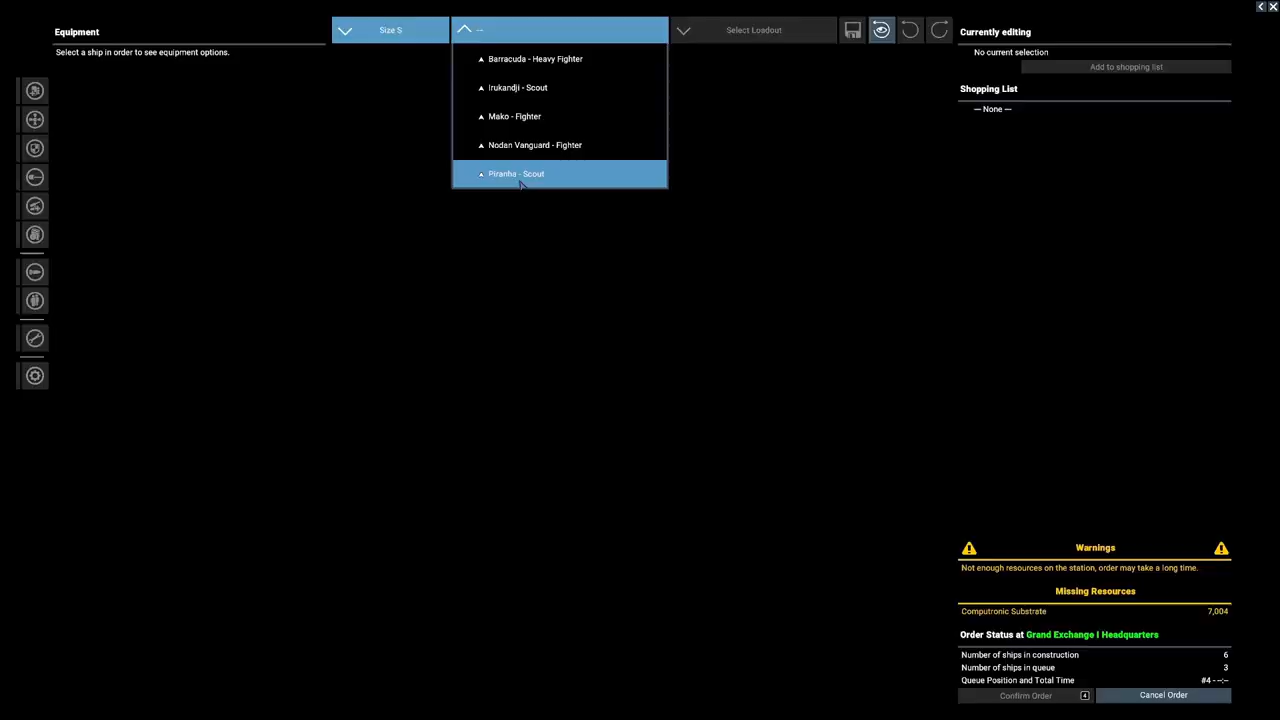 Equipment
Select a ship in order to see equipment options.
Size S
--
Select Loadout
Barracuda - Heavy Fighter
Irukandji - Scout
Mako - Fighter
Nodan Vanguard - Fighter
Piranha - Scout
Currently editing
No current selection
Add to shopping list
Shopping List
— None —
Warnings
Not enough resources on the station, order may take a long time.
Missing Resources
Computronic Substrate 7,004
Order Status at Grand Exchange I Headquarters
Number of ships in construction 6
Number of ships in queue 3
Queue Position and Total Time #4 - --:--
Confirm Order 4
Cancel Order